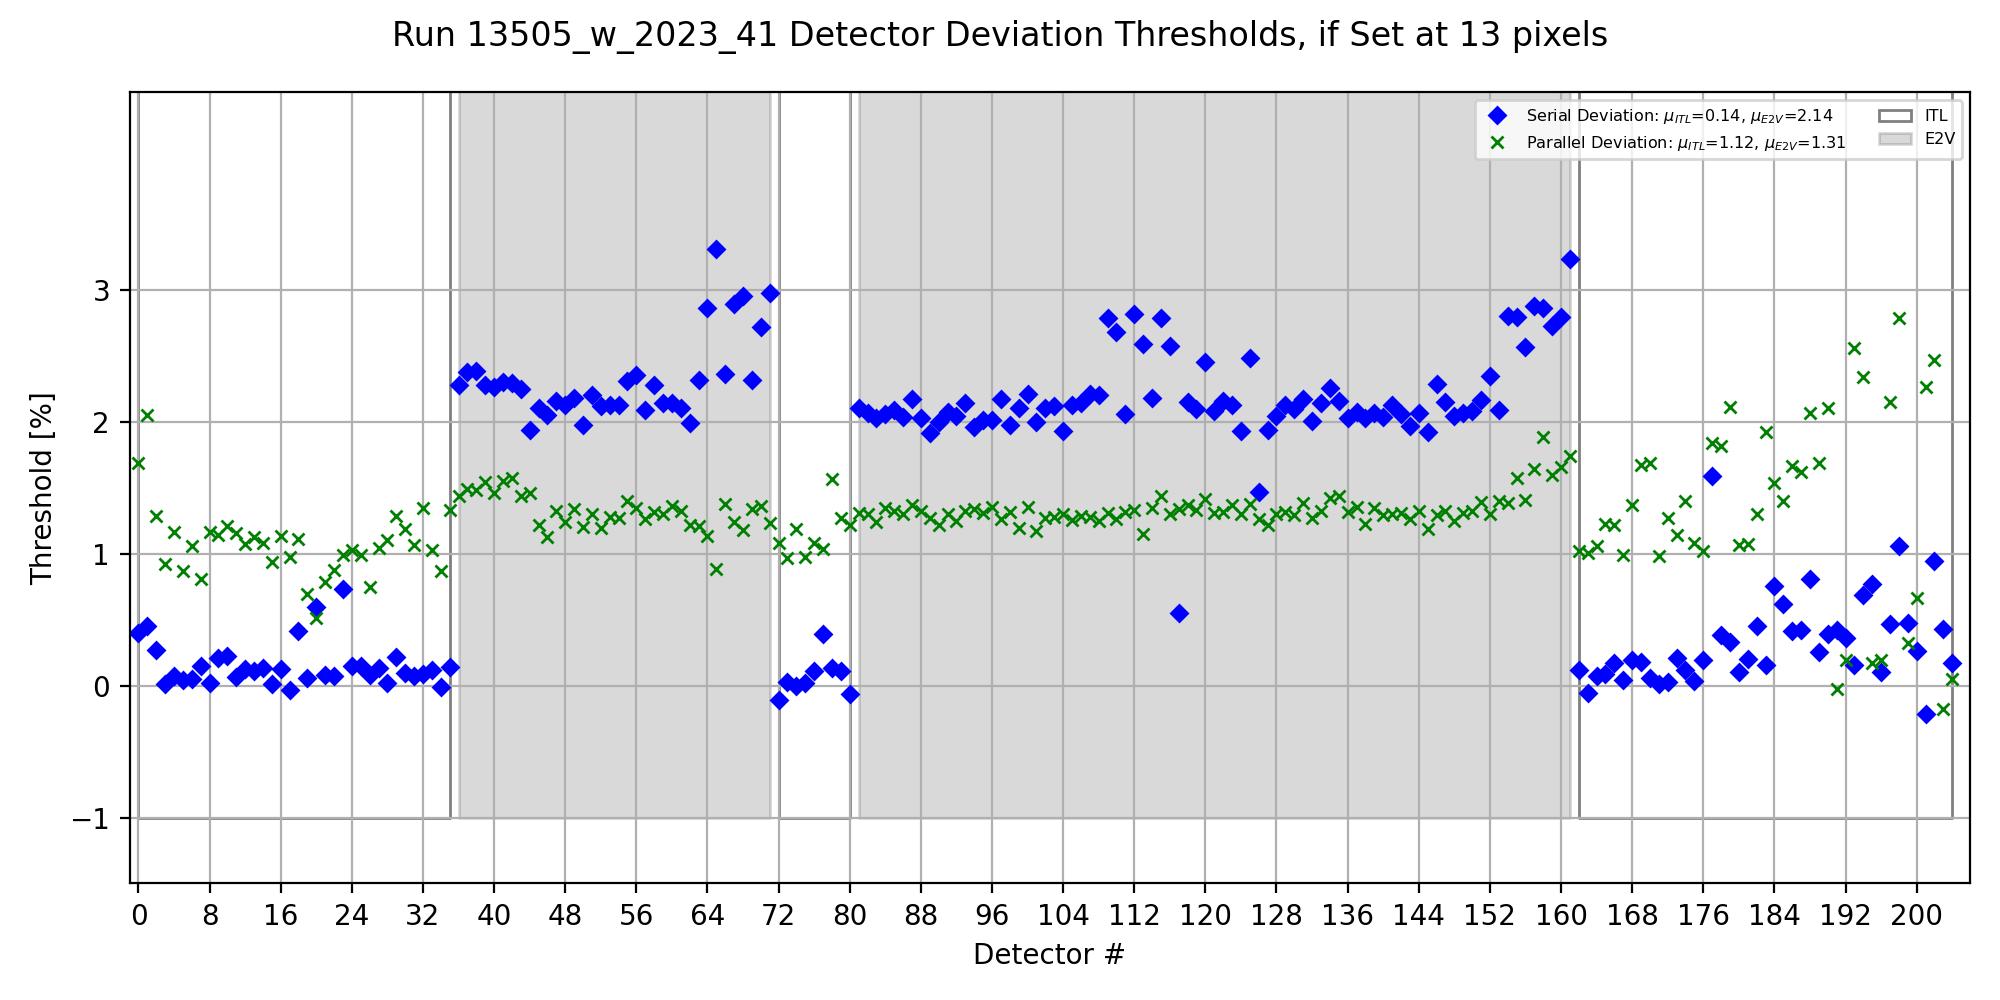 Run 13505_w_2023_41 Detector Deviation Thresholds, if Set at 13 pixels
Serial Deviation: μITL=0.14, μE2V=2.14
Parallel Deviation: μITL=1.12, μE2V=1.31
ITL
E2V
Threshold [%]
3
2
1
0
−1
0 8 16 24 32 40 48 56 64 72 80 88 96 104 112 120 128 136 144 152 160 168 176 184 192 200
Detector #